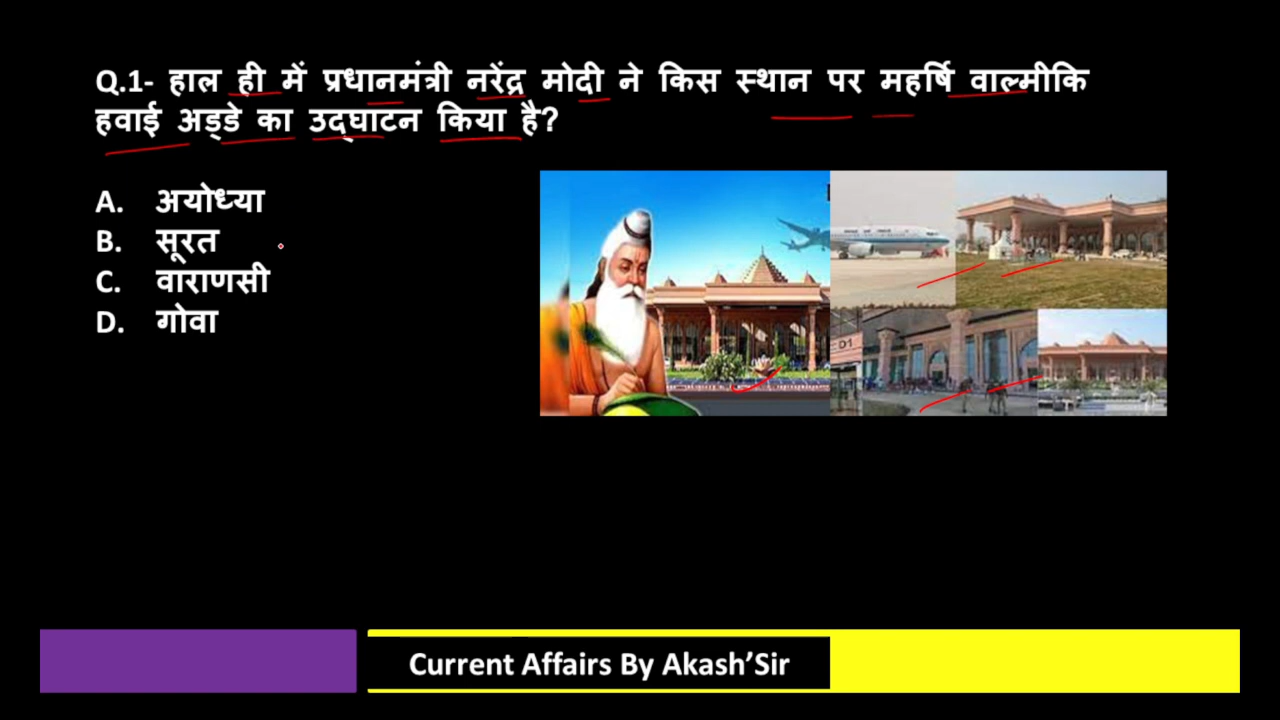 Q.1- हाल ही में प्रधानमंत्री नरेंद्र मोदी ने किस स्थान पर महर्षि वाल्मीकि
हवाई अड्डे का उद्घाटन किया है?
A. अयोध्या
B. सूरत
C. वाराणसी
D. गोवा
D1
Current Affairs By Akash’Sir